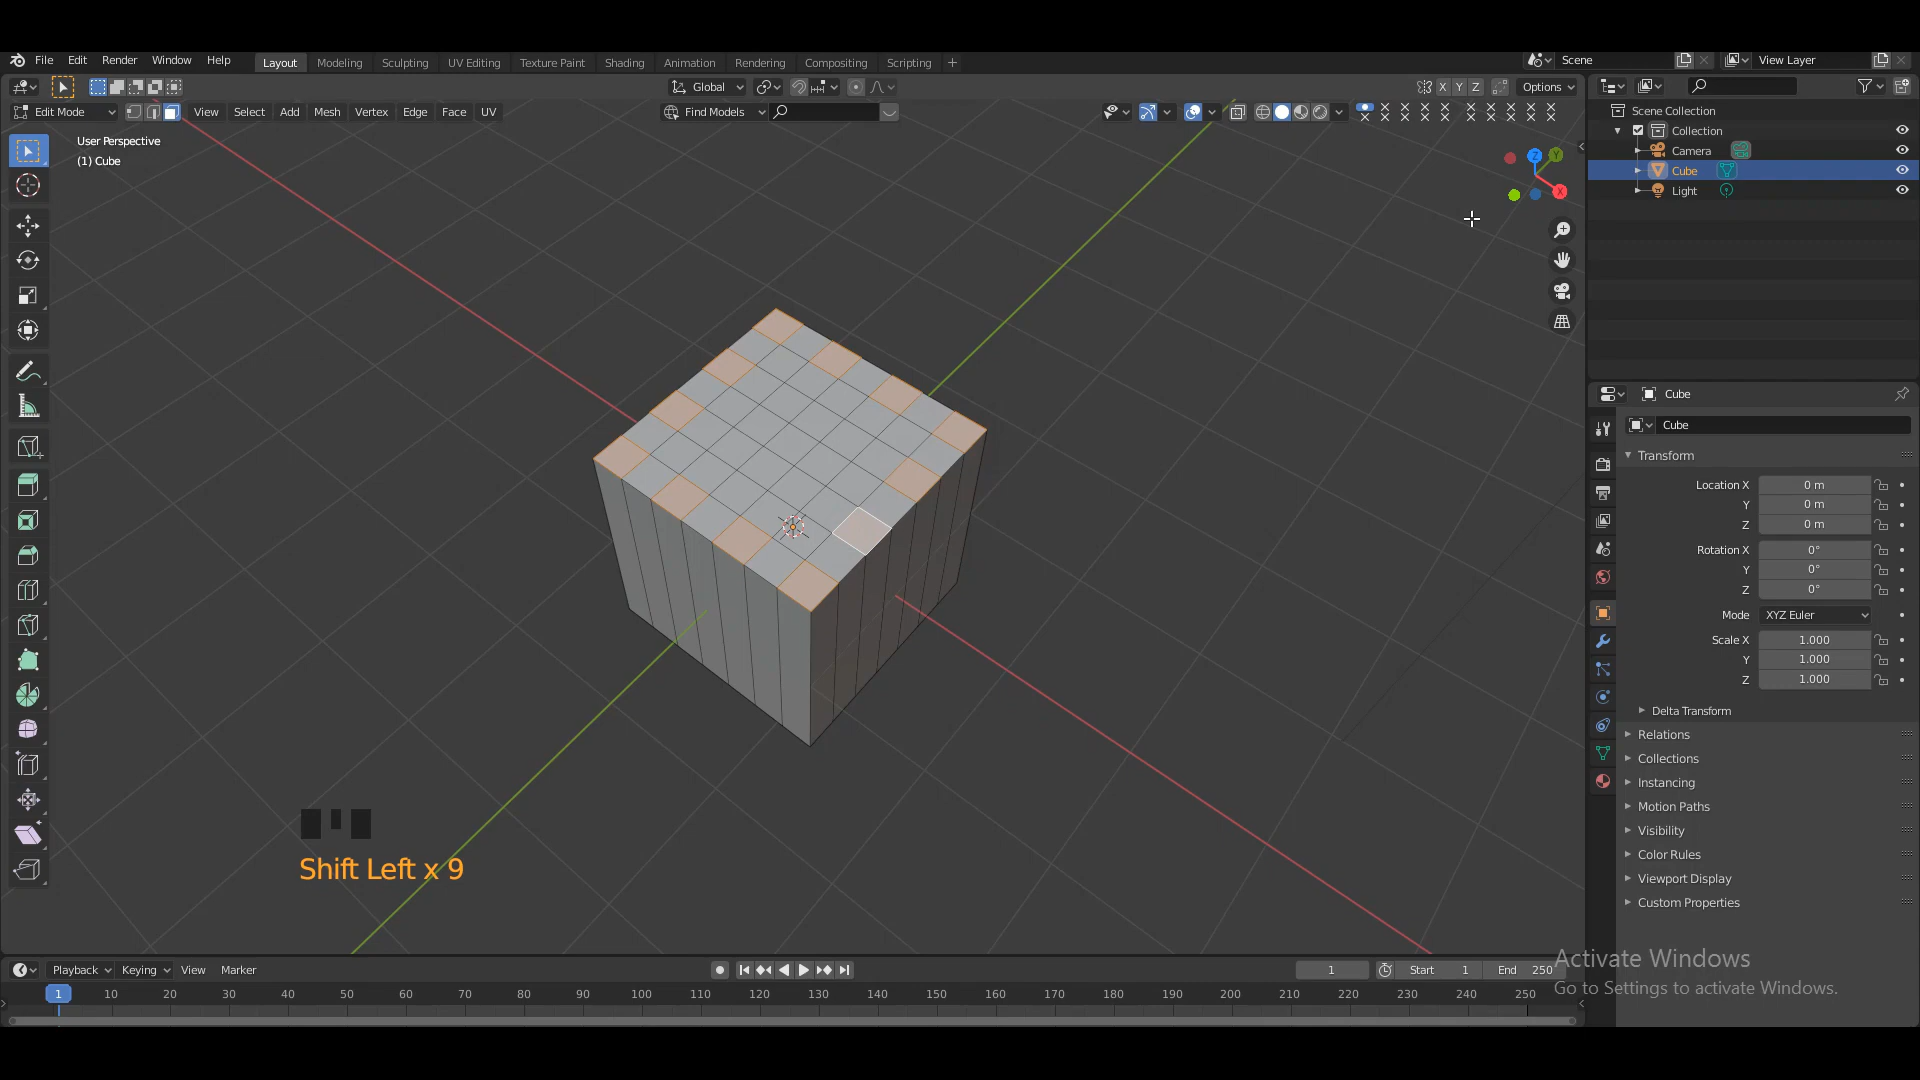 File Edit Render Window Help Layout Modeling Sculpting UV Editing Texture Paint Shading Animation Rendering Compositing Scripting + Scene View Layer
Global X Y Z Options
Edit Mode View Select Add Mesh Vertex Edge Face UV Find Models
User Perspective
(1) Cube
Z Y X
Shift Left x 9
Scene Collection
Collection
Camera
Cube
Light
Cube
Cube
Transform
Location X 0 m
Y 0 m
Z 0 m
Rotation X 0°
Y 0°
Z 0°
Mode XYZ Euler
Scale X 1.000
Y 1.000
Z 1.000
Delta Transform
Relations
Collections
Instancing
Motion Paths
Visibility
Color Rules
Viewport Display
Custom Properties
Activate Windows
Go to Settings to activate Windows.
Playback Keying View Marker 1 Start 1 End 250
1 10 20 30 40 50 60 70 80 90 100 110 120 130 140 150 160 170 180 190 200 210 220 230 240 250